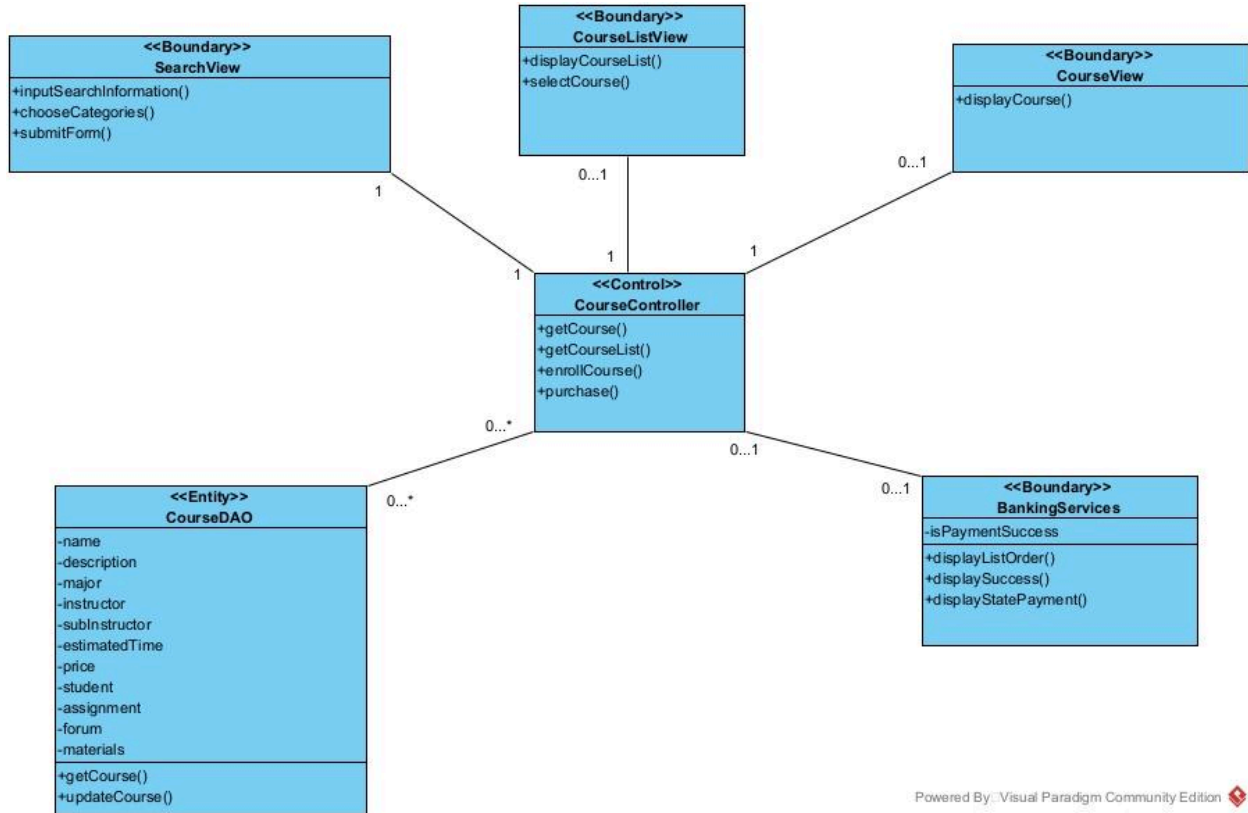 <<Boundary>>
SearchView
+inputSearchInformation()
+chooseCategories()
+submitForm()
<<Boundary>>
CourseListView
+displayCourseList()
+selectCourse()
<<Boundary>>
CourseView
+displayCourse()
1
0...1
0...1
1
1
1
<<Control>>
CourseController
+getCourse()
+getCourseList()
+enrollCourse()
+purchase()
0...*
0...1
0...*
0...1
<<Entity>>
CourseDAO
-name
-description
-major
-instructor
-subInstructor
-estimatedTime
-price
-student
-assignment
-forum
-materials
+getCourse()
+updateCourse()
<<Boundary>>
BankingServices
-isPaymentSuccess
+displayListOrder()
+displaySuccess()
+displayStatePayment()
Powered By Visual Paradigm Community Edition